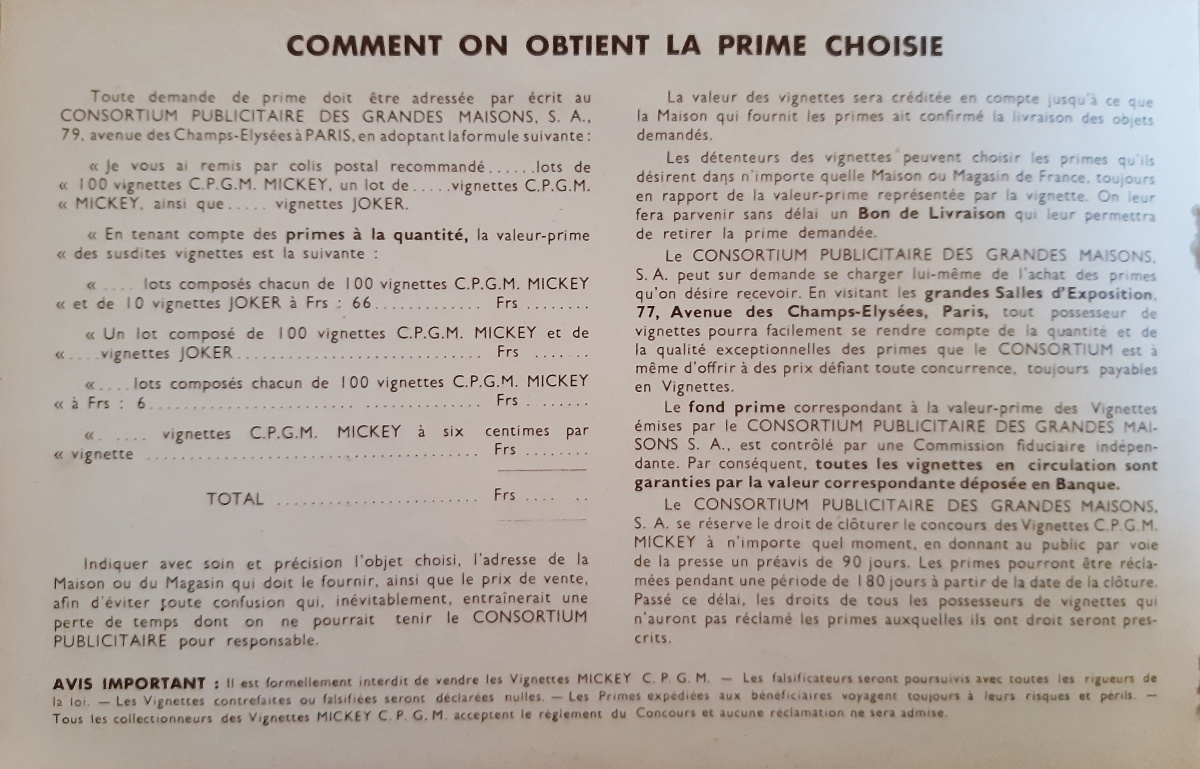 COMMENT ON OBTIENT LA PRIME CHOISIE
Toute demande de prime doit être adressée par écrit au
CONSORTIUM PUBLICITAIRE DES GRANDES MAISONS, S. A.,
79, avenue des Champs-Elysées à PARIS, en adoptant la formule suivante :
« Je vous ai remis par colis postal recommandé......lots de
« 100 vignettes C.P.G.M. MICKEY, un lot de.....vignettes C.P.G.M.
« MICKEY, ainsi que..... vignettes JOKER.
« En tenant compte des primes à la quantité, la valeur-prime
« des susdites vignettes est la suivante :
« .... lots composés chacun de 100 vignettes C.P.G.M. MICKEY
« et de 10 vignettes JOKER à Frs : 66.......................... Frs ........
« Un lot composé de 100 vignettes C.P.G.M. MICKEY et de
«....vignettes JOKER.............................. Frs .......
«....lots composés chacun de 100 vignettes C.P.G.M. MICKEY
« à Frs : 6............... ............... Frs . ......
«. .... vignettes C.P.G.M. MICKEY à six centimes par
« vignette ........................................ Frs ........
TOTAL ......................... Frs .... ..
Indiquer avec soin et précision l'objet choisi, l'adresse de la
Maison ou du Magasin qui doit le fournir, ainsi que le prix de vente,
afin d'éviter toute confusion qui, inévitablement, entraînerait une
perte de temps dont on ne pourrait tenir le CONSORTIUM
PUBLICITAIRE pour responsable.
La valeur des vignettes sera créditée en compte jusqu'à ce que
la Maison qui fournit les primes ait confirmé la livraison des objets
demandés.
Les détenteurs des vignettes peuvent choisir les primes qu'ils
désirent dans n'importe quelle Maison ou Magasin de France, toujours
en rapport de la valeur-prime représentée par la vignette. On leur
fera parvenir sans délai un Bon de Livraison qui leur permettra
de retirer la prime demandée.
Le CONSORTIUM PUBLICITAIRE DES GRANDES MAISONS,
S. A. peut sur demande se charger lui-même de l'achat des primes
qu'on désire recevoir. En visitant les grandes Salles d'Exposition,
77, Avenue des Champs-Elysées, Paris, tout possesseur de
vignettes pourra facilement se rendre compte de la quantité et de
la qualité exceptionnelles des primes que le CONSORTIUM est à
même d'offrir à des prix défiant toute concurrence, toujours payables
en Vignettes.
Le fond prime correspondant à la valeur-prime des Vignettes
émises par le CONSORTIUM PUBLICITAIRE DES GRANDES MAI-
SONS S. A., est contrôlé par une Commission fiduciaire indépen-
dante. Par conséquent, toutes les vignettes en circulation sont
garanties par la valeur correspondante déposée en Banque.
Le CONSORTIUM PUBLICITAIRE DES GRANDES MAISONS,
S. A. se réserve le droit de clôturer le concours des Vignettes C.P.G.M.
MICKEY à n'importe quel moment, en donnant au public par voie
de la presse un préavis de 90 jours. Les primes pourront être récla-
mées pendant une période de 180 jours à partir de la date de la clôture.
Passé ce délai, les droits de tous les possesseurs de vignettes qui
n'auront pas réclamé les primes auxquelles ils ont droit seront pres-
crits.
AVIS IMPORTANT : Il est formellement interdit de vendre les Vignettes MICKEY C. P. G. M. — Les falsificateurs seront poursuivis avec toutes les rigueurs de
la loi. — Les Vignettes contrefaites ou falsifiées seront déclarées nulles. — Les Primes expédiées aux bénéficiaires voyagent toujours à leurs risques et périls. —
Tous les collectionneurs des Vignettes MICKEY C. P. G. M. acceptent le règlement du Concours et aucune réclamation ne sera admise.